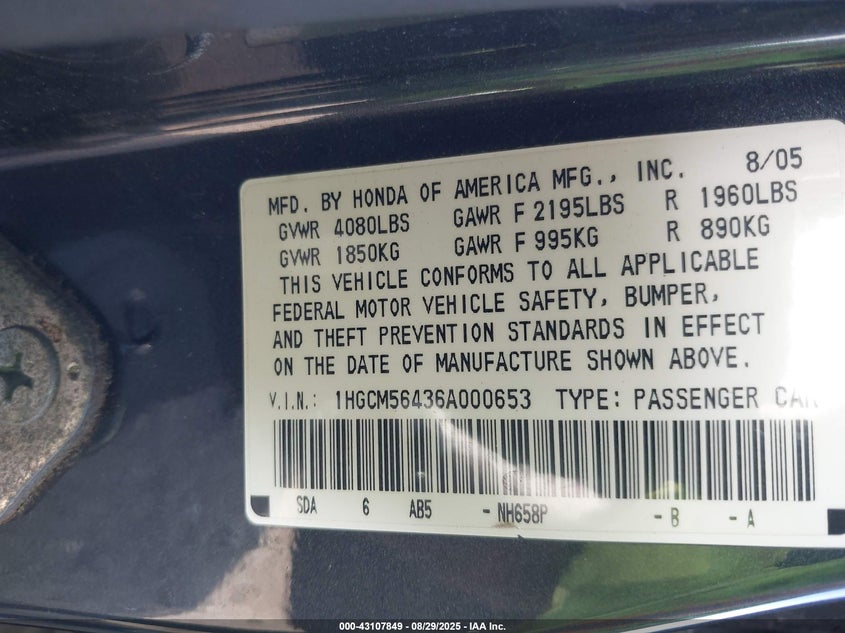 MFD. BY HONDA OF AMERICA MFG., INC. 8/05
GVWR 4080LBS GAWR F 2195LBS R 1960LBS
GVWR 1850KG GAWR F 995KG R 890KG
THIS VEHICLE CONFORMS TO ALL APPLICABLE
FEDERAL MOTOR VEHICLE SAFETY, BUMPER,
AND THEFT PREVENTION STANDARDS IN EFFECT
ON THE DATE OF MANUFACTURE SHOWN ABOVE.
V.I.N.: 1HGCM56436A000653 TYPE: PASSENGER CAR
SDA 6 AB5 - NH658P - B - A
000-43107849 - 08/29/2025 - IAA Inc.